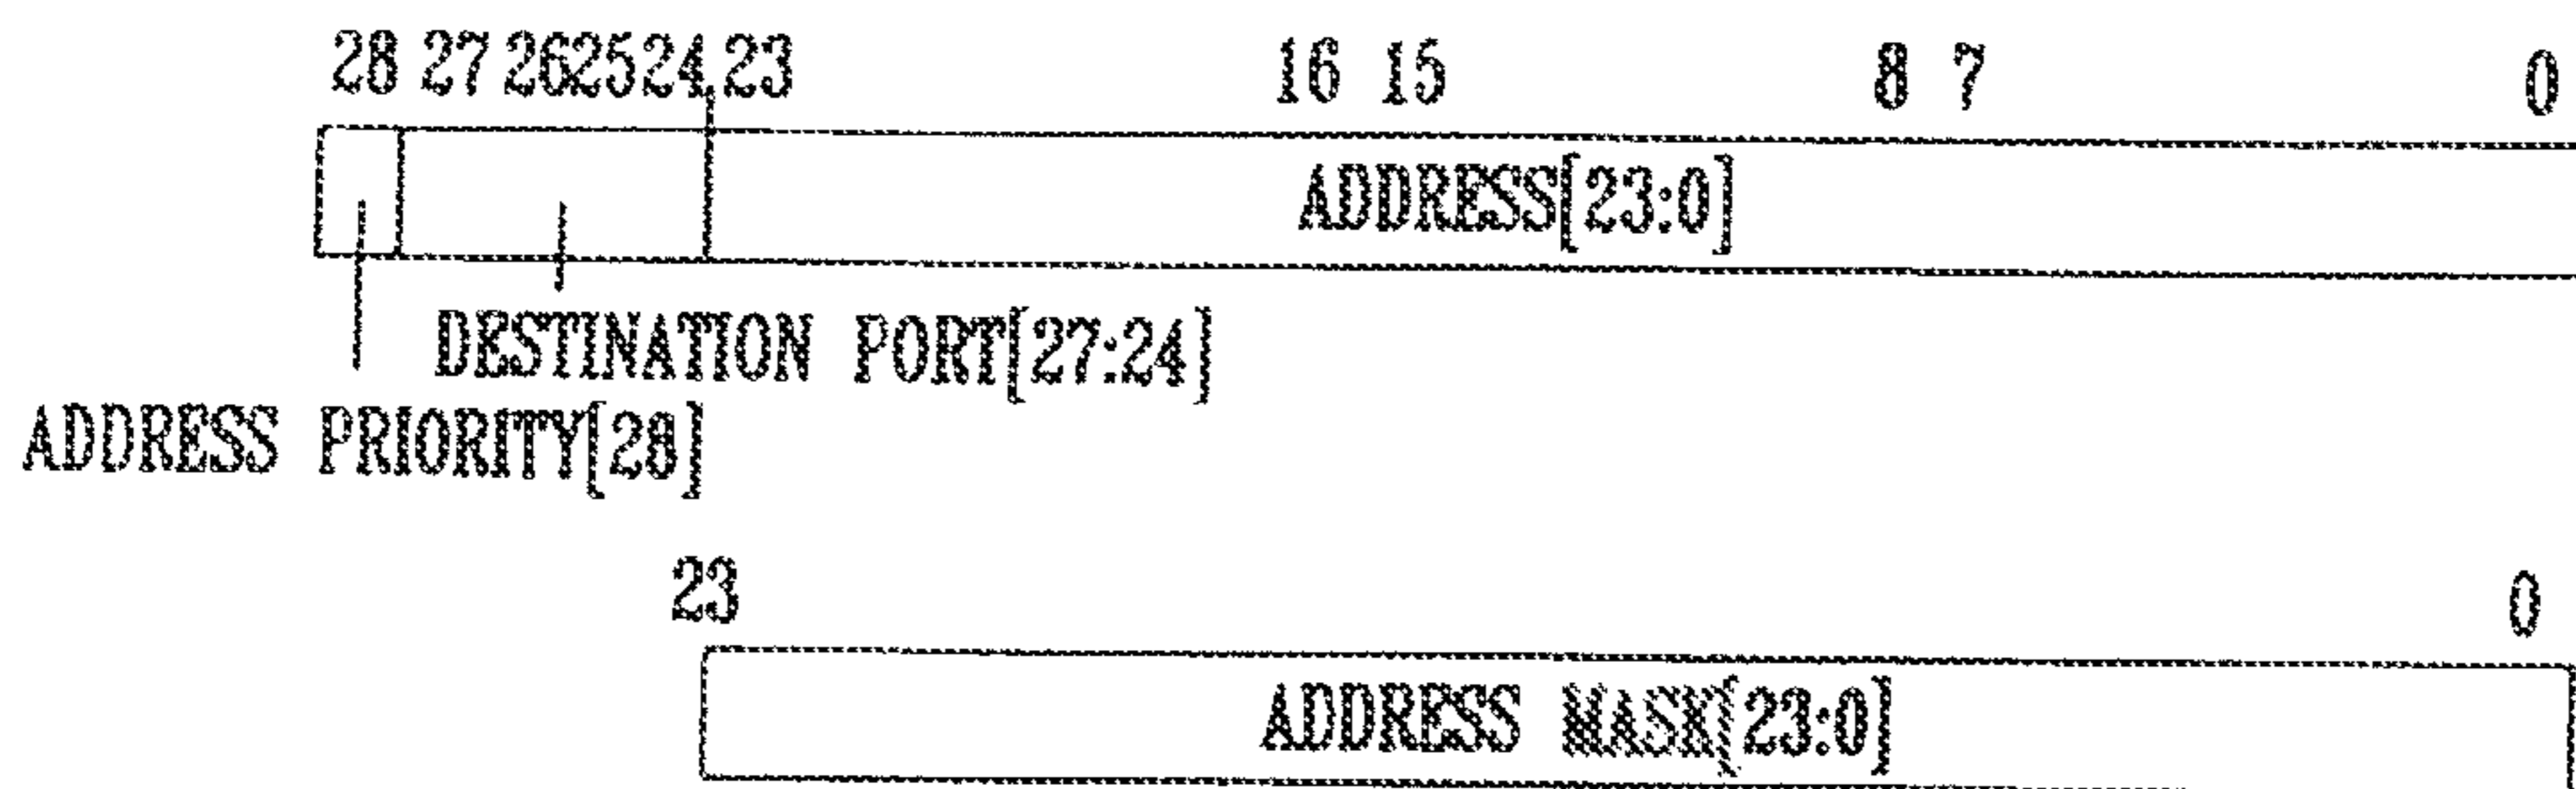 28 27 26 25 24 23 16 15 8 7 0
ADDRESS[23:0]
DESTINATION PORT[27:24]
ADDRESS PRIORITY[28]
23 0
ADDRESS MASK[23:0]